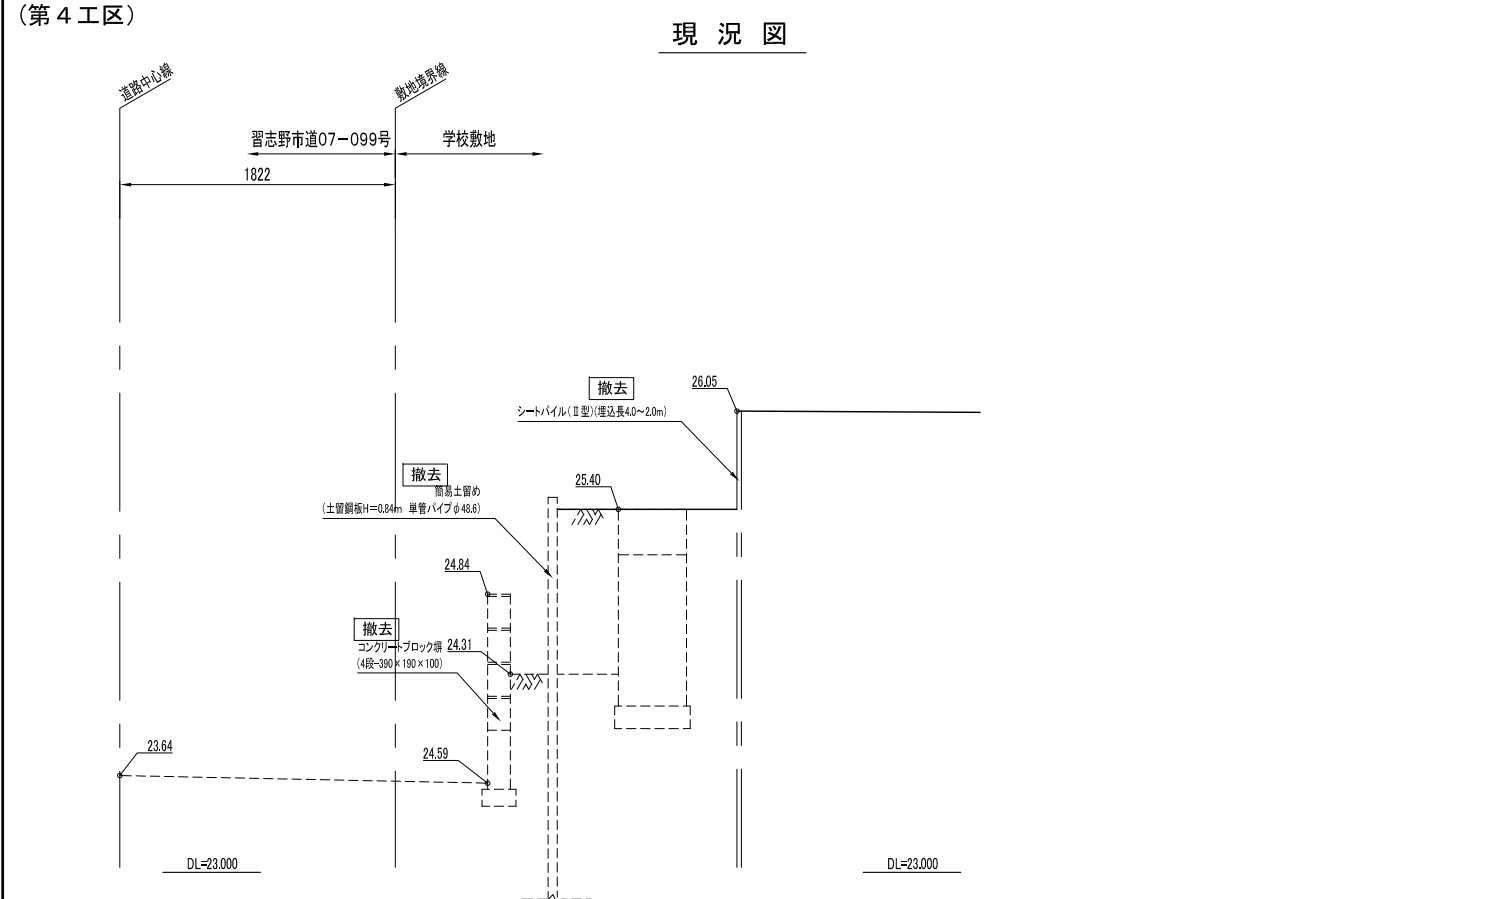 （第４工区）
現況図
道路中心線
敷地境界線
習志野市道07－099号
学校敷地
1822
撤去
26.05
シートパイル（Ⅱ型）（埋込長4.0～2.0m）
撤去
簡易土留め
25.40
（土留鋼板H＝0.84m 単管パイプφ48.6）
24.84
撤去
コンクリートブロック塀
24.31
（4段−390×190×100）
23.64
24.59
DL=23.000
DL=23.000